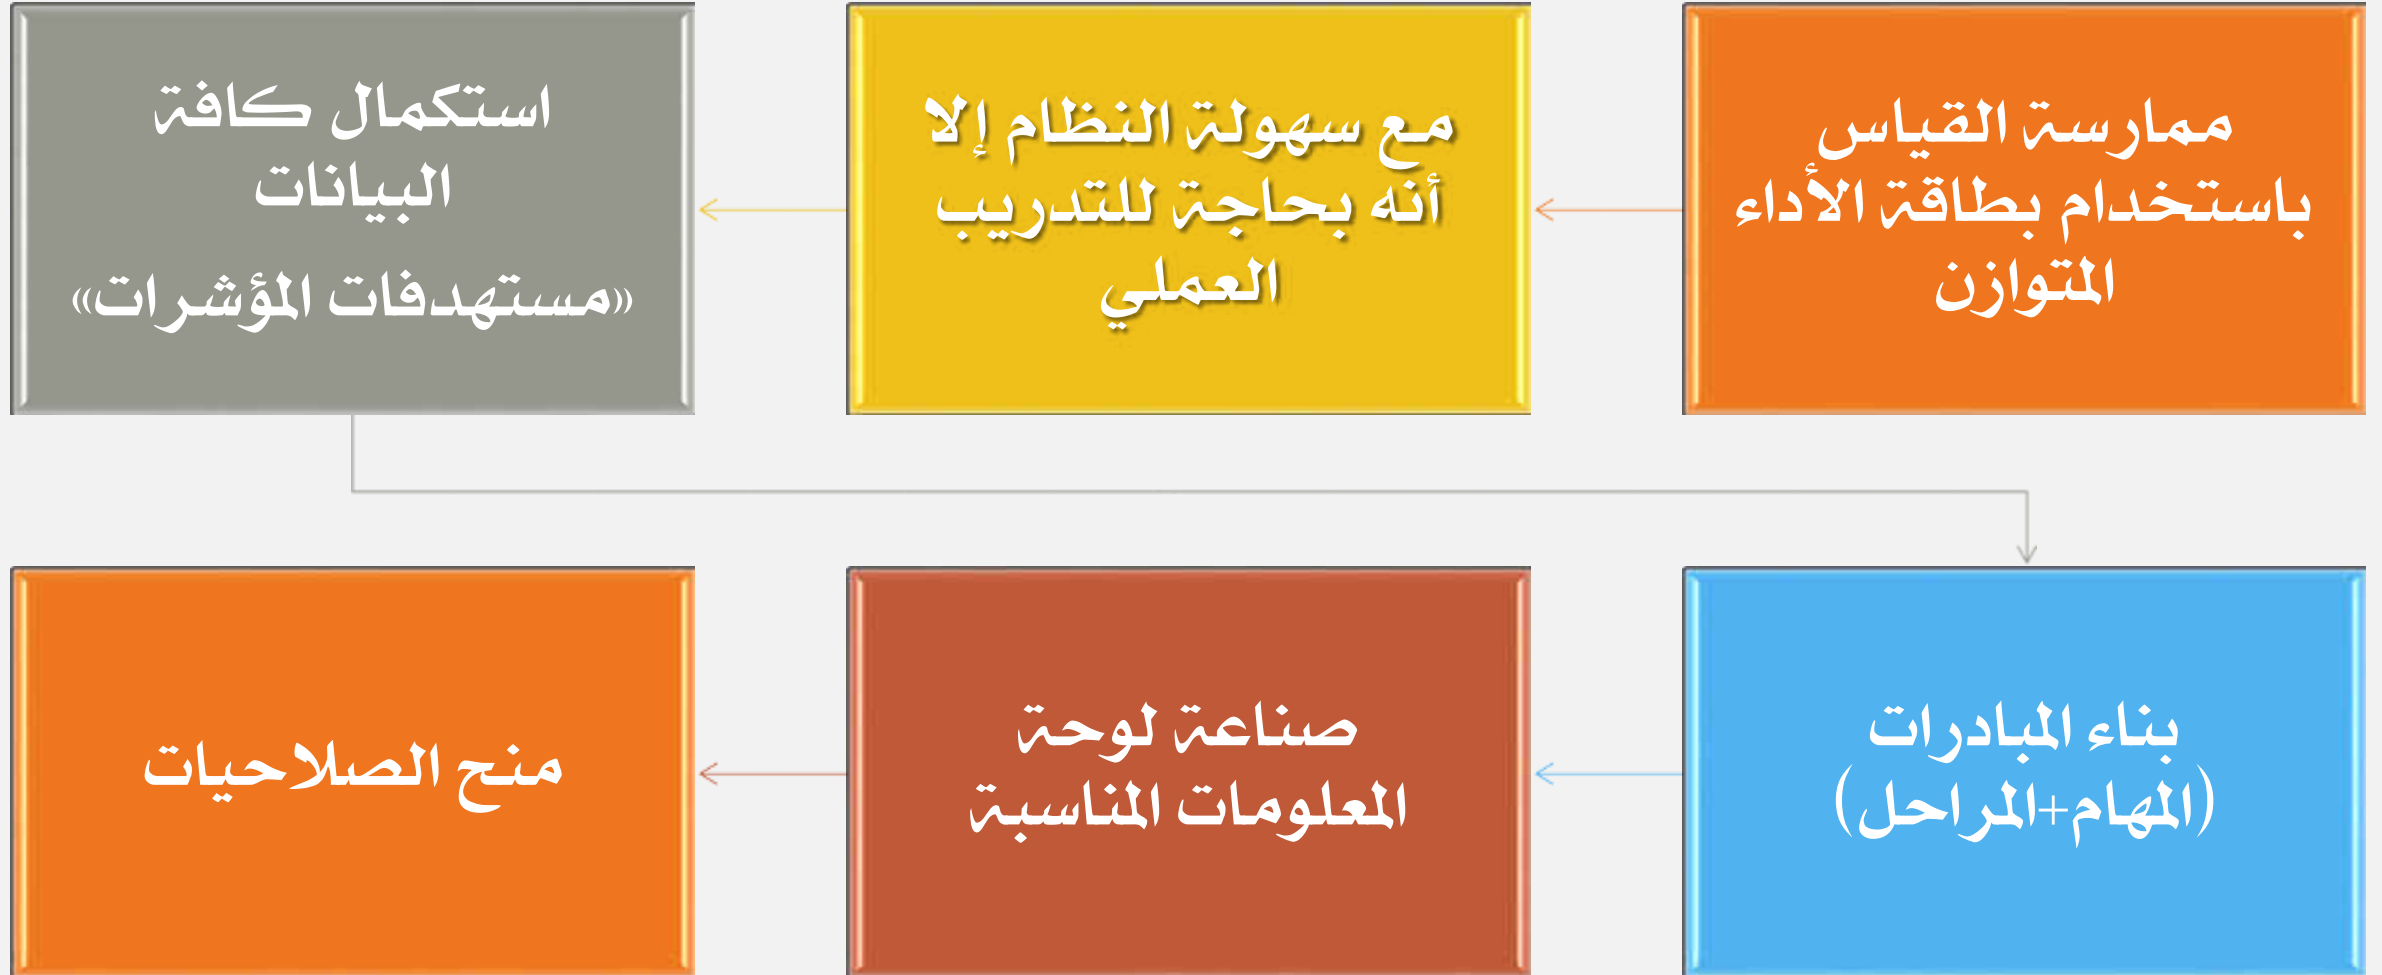 ممارسة القياس
باستخدام بطاقة الأداء
المتوازن
مع سهولة النظام إلا
أنه بحاجة للتدريب
العملي
استكمال كافة
البيانات
«مستهدفات المؤشرات»
بناء المبادرات
(المهام+المراحل)
صناعة لوحة
المعلومات المناسبة
منح الصلاحيات